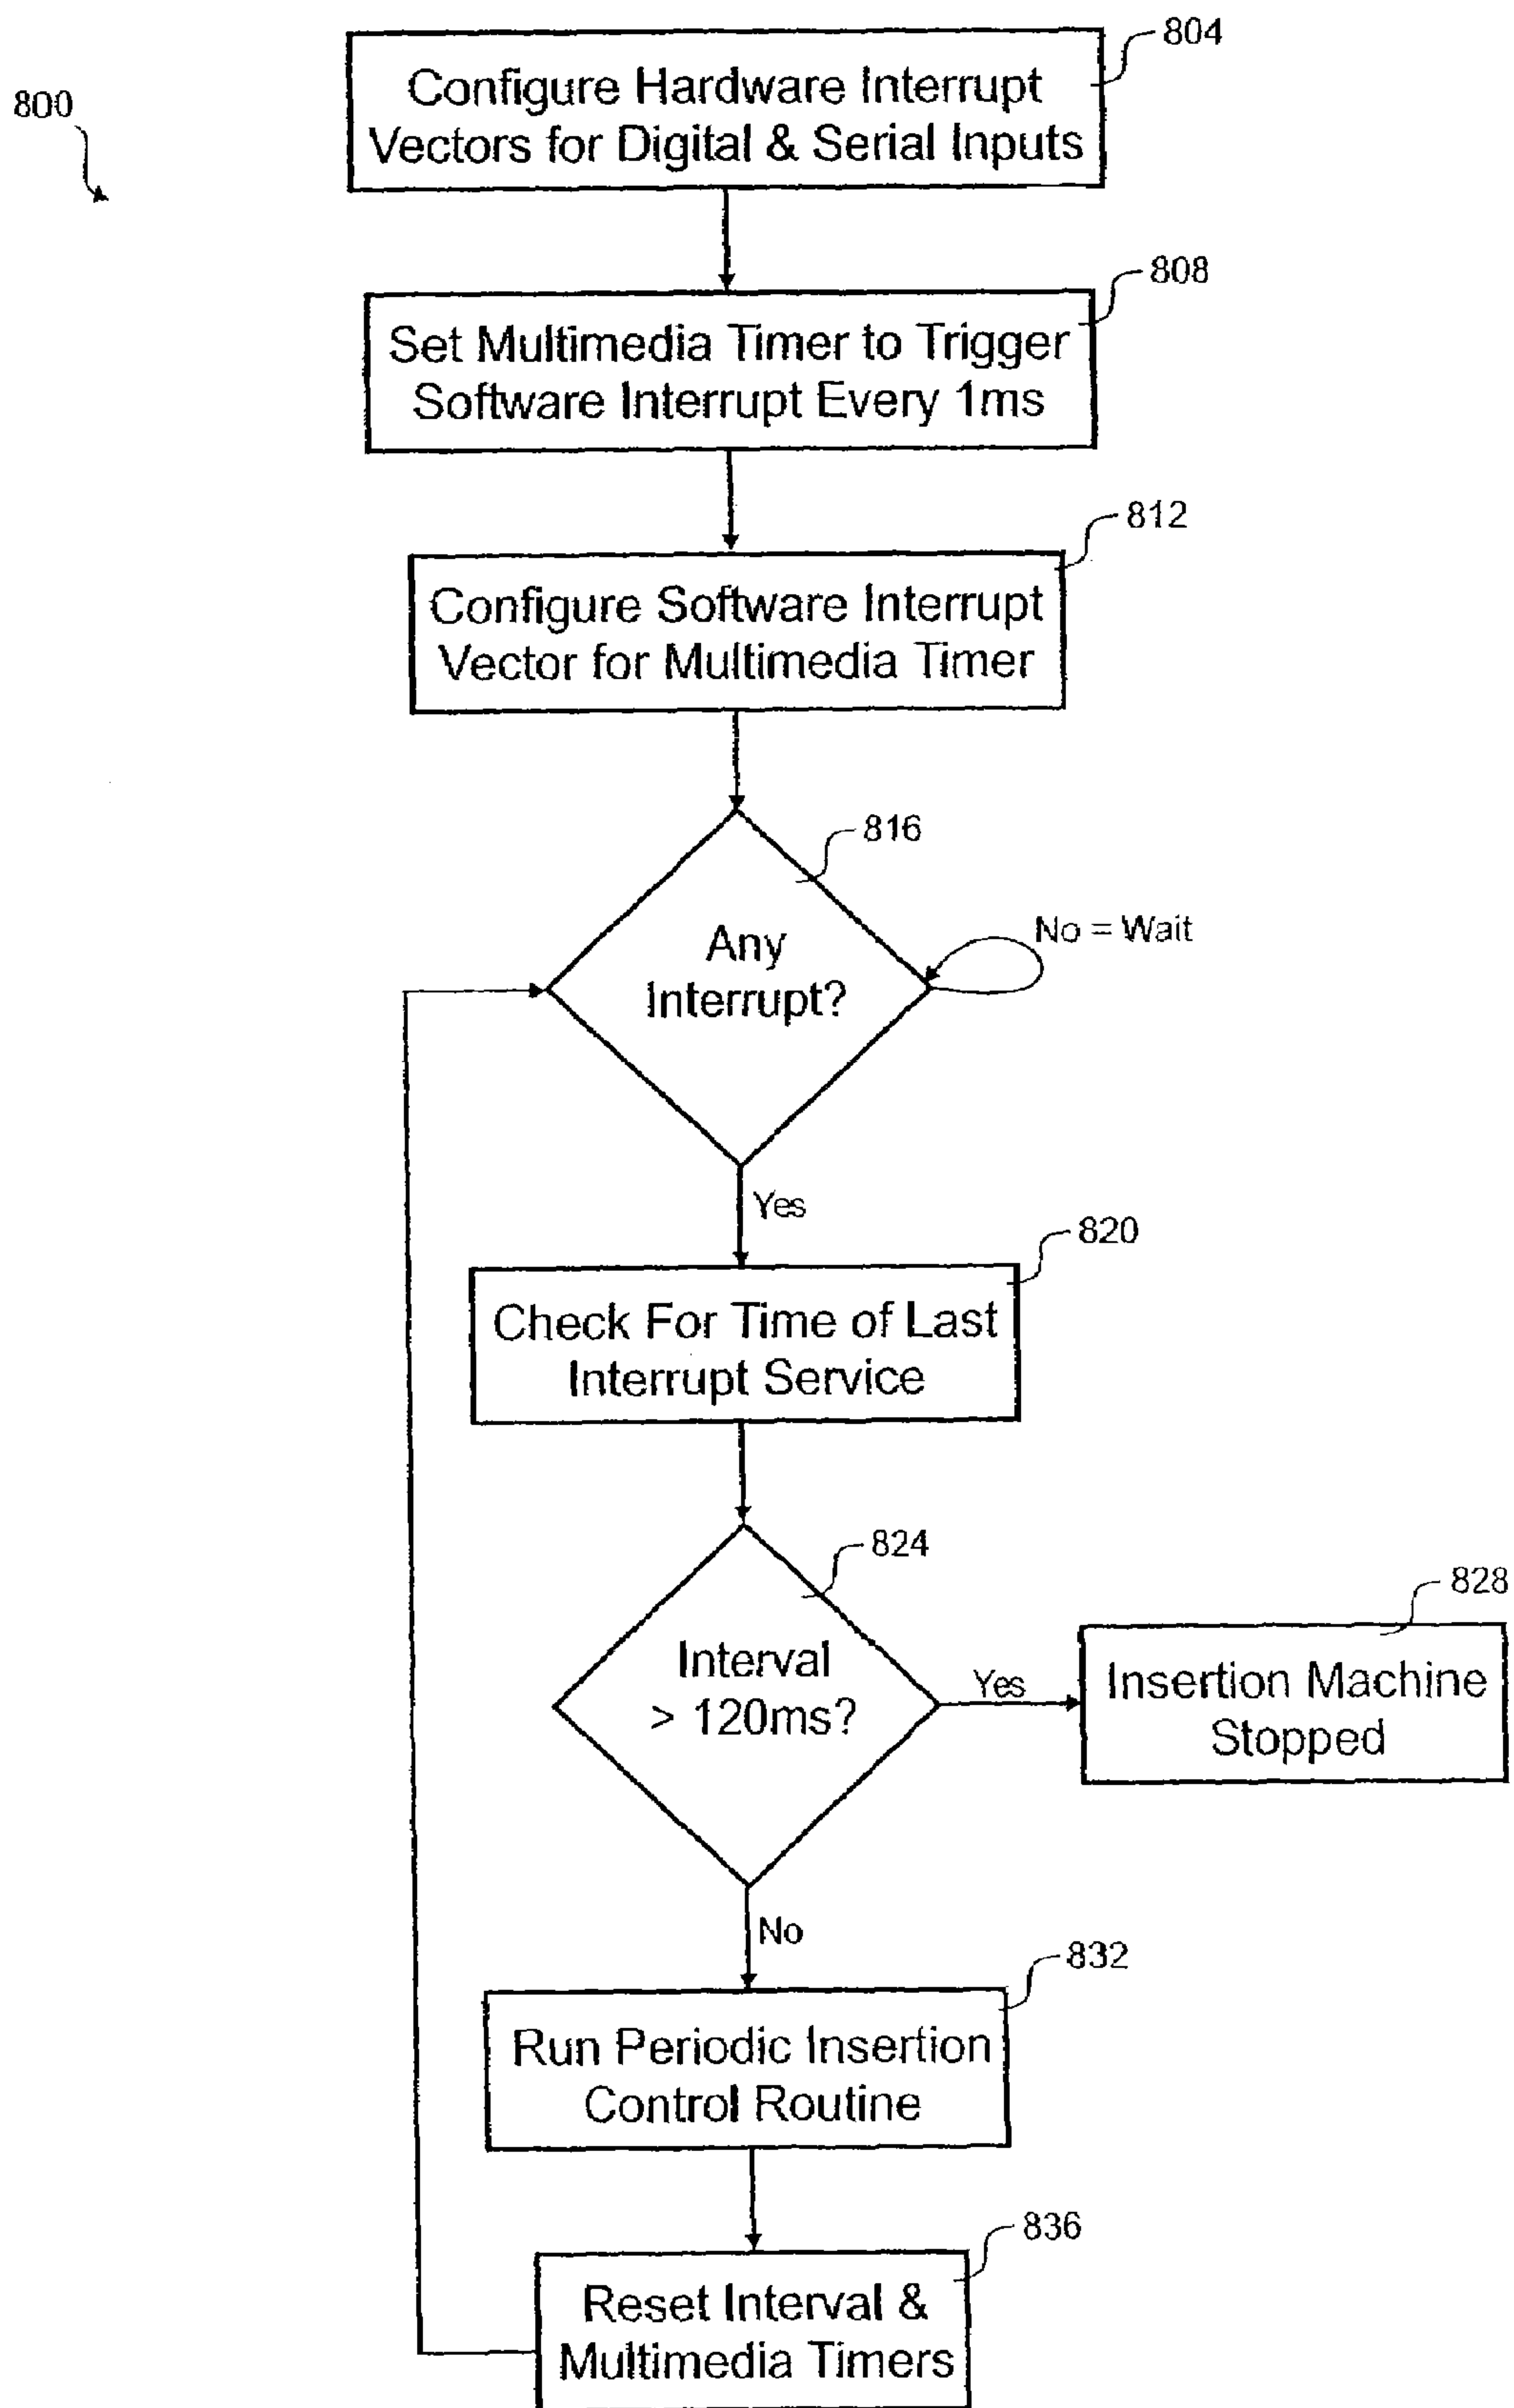 804
800
Configure Hardware Interrupt
Vectors for Digital & Serial Inputs
808
Set Multimedia Timer to Trigger
Software Interrupt Every 1ms
812
Configure Software Interrupt
Vector for Multimedia Timer
816
Any
Interrupt?
No = Wait
Yes
820
Check For Time of Last
Interrupt Service
824
Interval
> 120ms?
Yes
828
Insertion Machine
Stopped
No
832
Run Periodic Insertion
Control Routine
836
Reset Interval &
Multimedia Timers